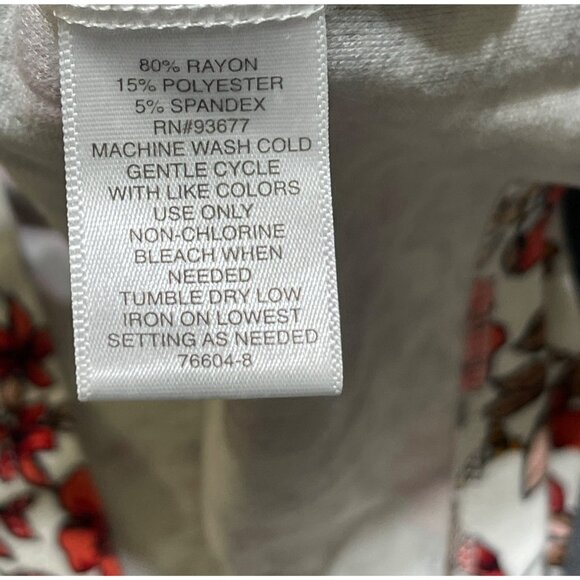 80% RAYON
15% POLYESTER
5% SPANDEX
RN#93677
MACHINE WASH COLD
GENTLE CYCLE
WITH LIKE COLORS
USE ONLY
NON-CHLORINE
BLEACH WHEN
NEEDED
TUMBLE DRY LOW
IRON ON LOWEST
SETTING AS NEEDED
76604-8